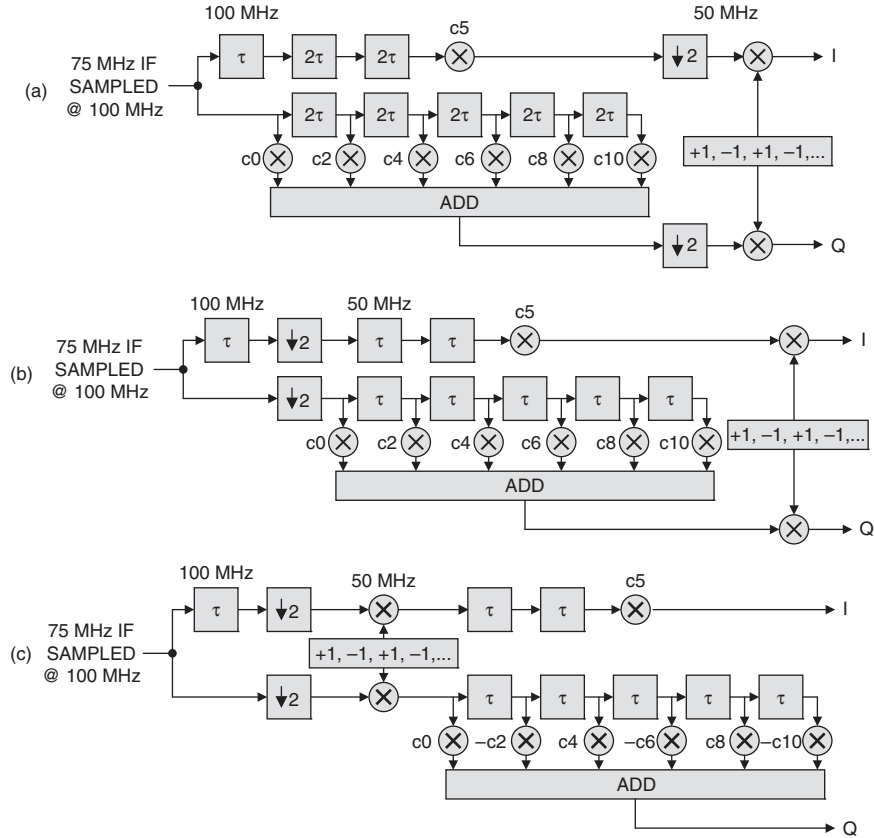 100 MHz
50 MHz
c5
75 MHz IF
SAMPLED
@ 100 MHz
(a)
τ 2τ 2τ ↓2 I
2τ 2τ 2τ 2τ 2τ
c0 c2 c4 c6 c8 c10
+1, −1, +1, −1,...
ADD
↓2 Q
100 MHz
50 MHz
c5
75 MHz IF
SAMPLED
@ 100 MHz
(b)
τ ↓2 τ τ I
↓2 τ τ τ τ τ
c0 c2 c4 c6 c8 c10
+1, −1, +1, −1,...
ADD
Q
100 MHz
50 MHz
c5
75 MHz IF
SAMPLED
@ 100 MHz
(c)
τ ↓2 τ τ I
+1, −1, +1, −1,...
↓2 τ τ τ τ τ
c0 −c2 c4 −c6 c8 −c10
ADD
Q